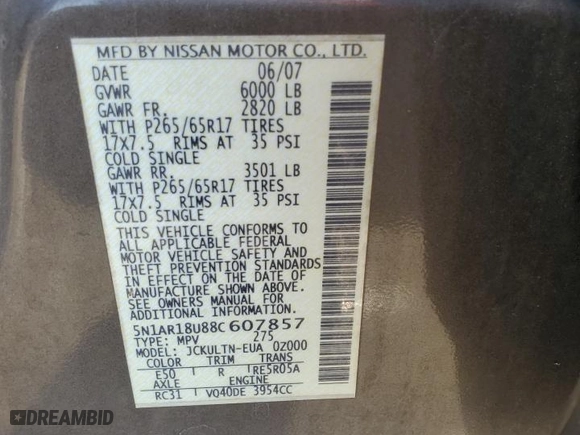 MFD BY NISSAN MOTOR CO., LTD.
DATE 06/07
GVWR 6000 LB
GAWR FR. 2820 LB
WITH P265/65R17 TIRES
17X7.5 RIMS AT 35 PSI
COLD SINGLE
GAWR RR. 3501 LB
WITH P265/65R17 TIRES
17X7.5 RIMS AT 35 PSI
COLD SINGLE
THIS VEHICLE CONFORMS TO
ALL APPLICABLE FEDERAL
MOTOR VEHICLE SAFETY AND
THEFT PREVENTION STANDARDS
IN EFFECT ON THE DATE OF
MANUFACTURE SHOWN ABOVE.
SEE OWNERS MANUAL FOR
ADDITIONAL INFORMATION.
5N1AR18U88C607857
TYPE: MPV 275
MODEL: JCKULTN-EUA 0Z000
COLOR TRIM TRANS
E50 R RE5R05A
AXLE ENGINE
RC31 VQ40DE 3954CC
DREAMBID